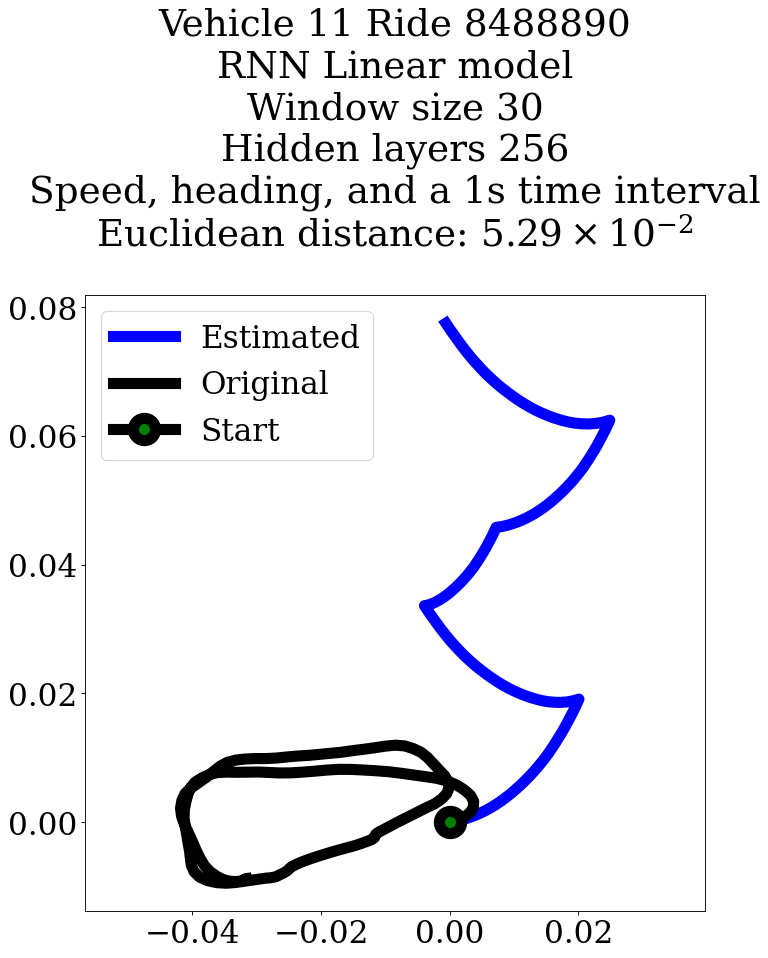 Vehicle 11 Ride 8488890
RNN Linear model
Window size 30
Hidden layers 256
Speed, heading, and a 1s time interval
Euclidean distance: 5.29 × 10⁻²
Estimated
Original
Start
0.08
0.06
0.04
0.02
0.00
−0.04
−0.02
0.00
0.02